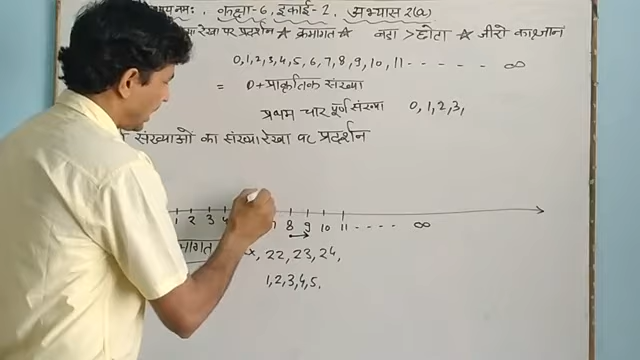 कक्षा-6, इकाई-2, अभ्यास 2(a)
रेखा पर प्रदर्शन ☆ क्रमागत ☆ बड़ा > छोटा ☆ जीरो का ज्ञान
0,1,2,3,4,5,6,7,8,9,10,11------ ∞
= 0+प्राकृतिक संख्या
प्रथम चार पूर्ण संख्या 0,1,2,3,
संख्याओं का संख्या रेखा पर प्रदर्शन
1 2 3 4 7 8 9 10 11 ---- ∞
22,23,24,
1,2,3,4,5,